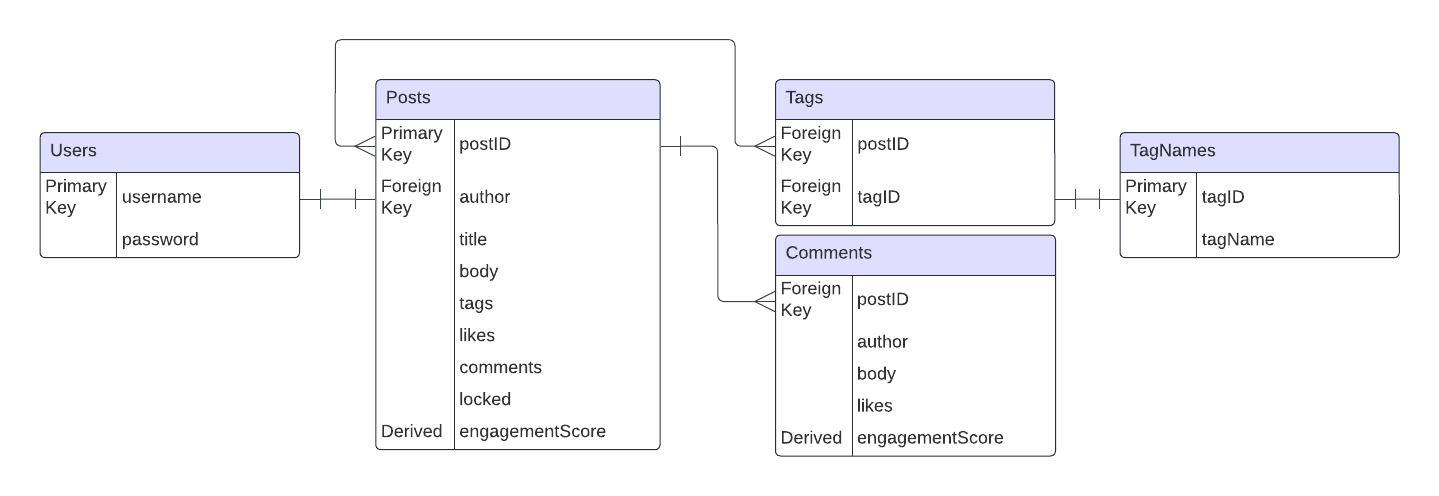 Users
Primary
Key
username
password
Posts
Primary
Key
postID
Foreign
Key
author
title
body
tags
likes
comments
locked
Derived
engagementScore
Tags
Foreign
Key
postID
Foreign
Key
tagID
Comments
Foreign
Key
postID
author
body
likes
Derived
engagementScore
TagNames
Primary
Key
tagID
tagName